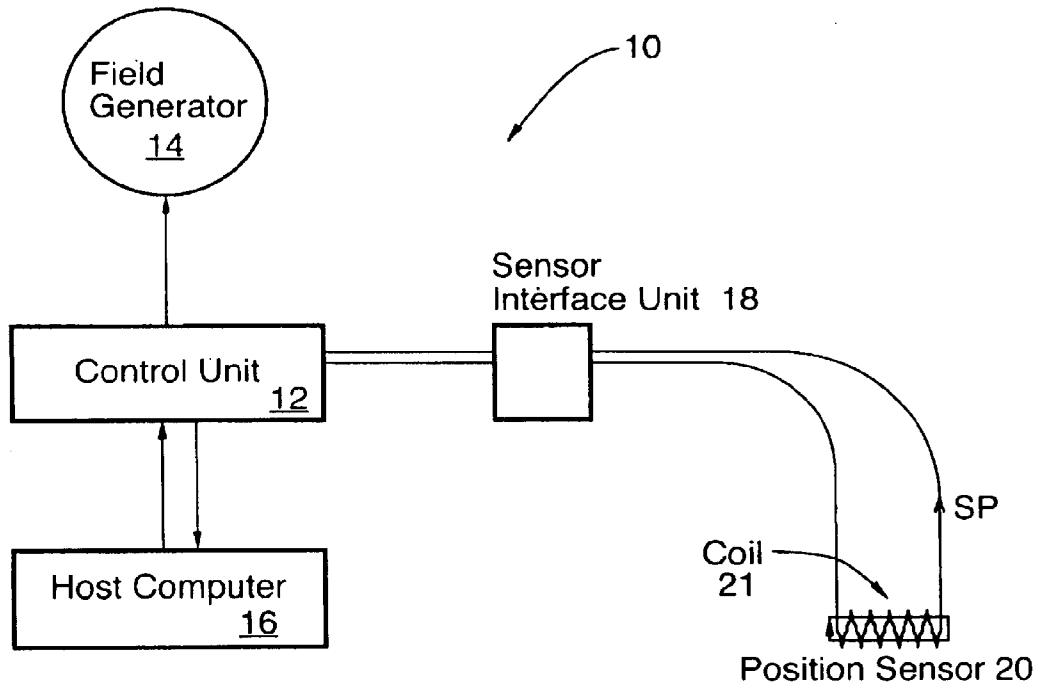 10
Field
Generator
14
Sensor
Interface Unit 18
Control Unit
12
SP
Coil
21
Host Computer
16
Position Sensor 20